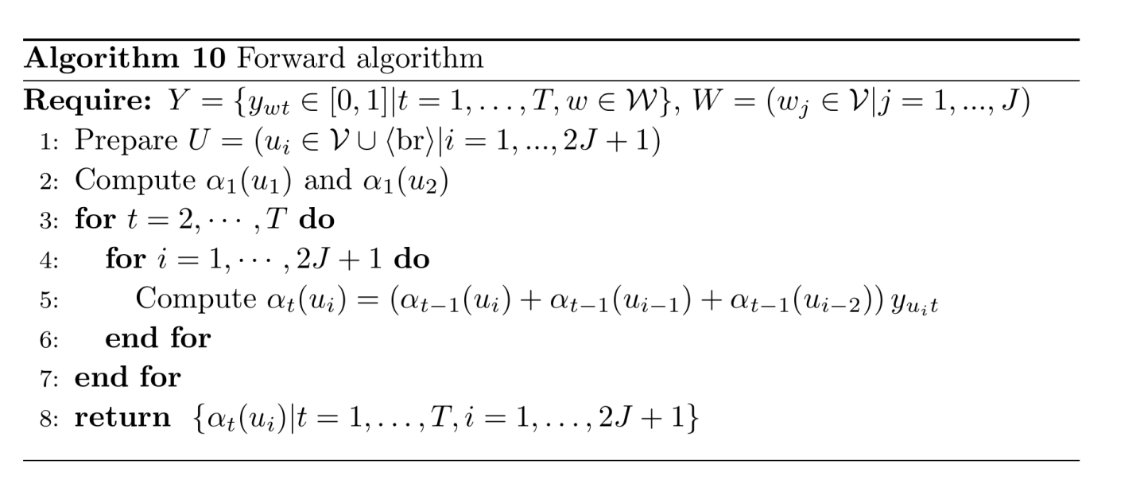 Algorithm 10 Forward algorithm
Require: Y = {y_{wt} ∈ [0, 1]|t = 1, . . . , T, w ∈ 𝒲}, W = (w_j ∈ 𝒱|j = 1, ..., J)
1: Prepare U = (u_i ∈ 𝒱 ∪ ⟨br⟩|i = 1, ..., 2J + 1)
2: Compute α_1(u_1) and α_1(u_2)
3: for t = 2, · · · , T do
4: for i = 1, · · · , 2J + 1 do
5: Compute α_t(u_i) = (α_{t−1}(u_i) + α_{t−1}(u_{i−1}) + α_{t−1}(u_{i−2})) y_{u_i t}
6: end for
7: end for
8: return {α_t(u_i)|t = 1, . . . , T, i = 1, . . . , 2J + 1}